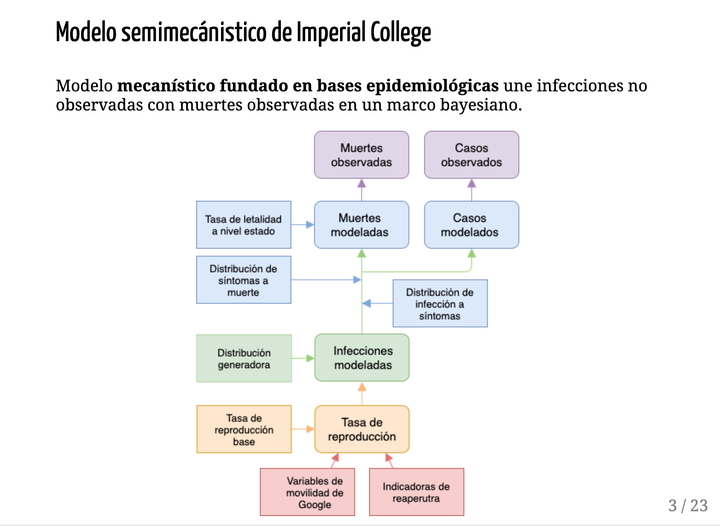 Modelo semimecánistico de Imperial College
Modelo mecanístico fundado en bases epidemiológicas une infecciones no
observadas con muertes observadas en un marco bayesiano.
Muertes
observadas
Casos
observados
Tasa de letalidad
a nivel estado
Muertes
modeladas
Casos
modelados
Distribución de
síntomas a
muerte
Distribución de
infección a
síntomas
Distribución
generadora
Infecciones
modeladas
Tasa de
reproducción
base
Tasa de
reproducción
Variables de
movilidad de
Google
Indicadoras de
reaperutra
3 / 23